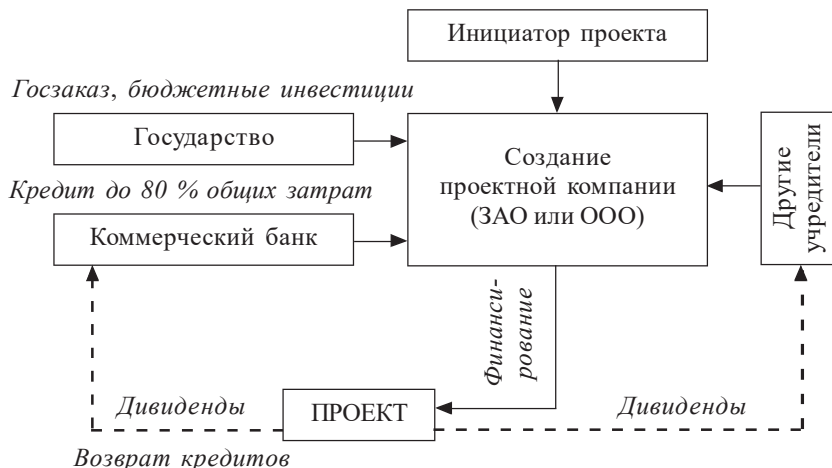 Инициатор проекта
Госзаказ, бюджетные инвестиции
Государство
Создание
проектной компании
(ЗАО или ООО)
Другие
учредители
Кредит до 80 % общих затрат
Коммерческий банк
Финанси-
рование
Дивиденды
ПРОЕКТ
Дивиденды
Возврат кредитов